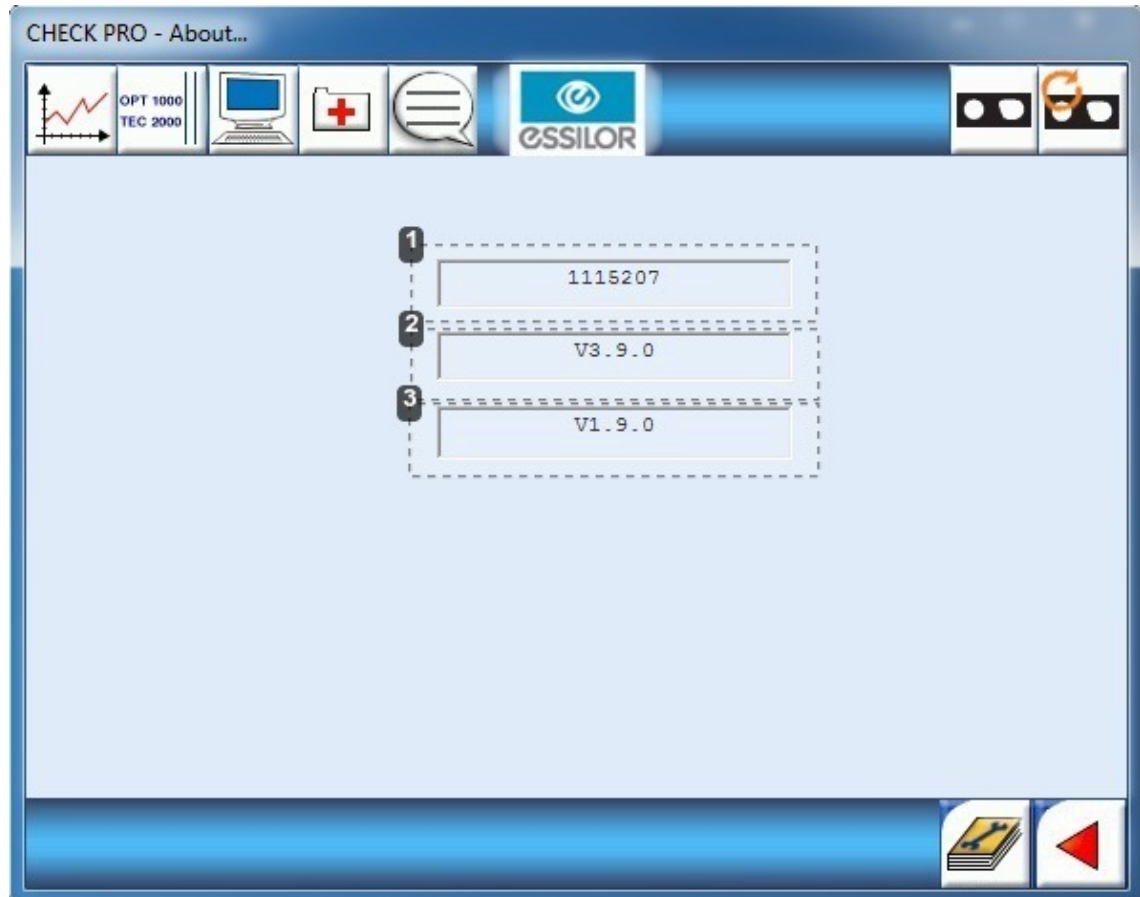 CHECK PRO - About...
OPT 1000
TEC 2000
essilor
1
1115207
2
V3.9.0
3
V1.9.0